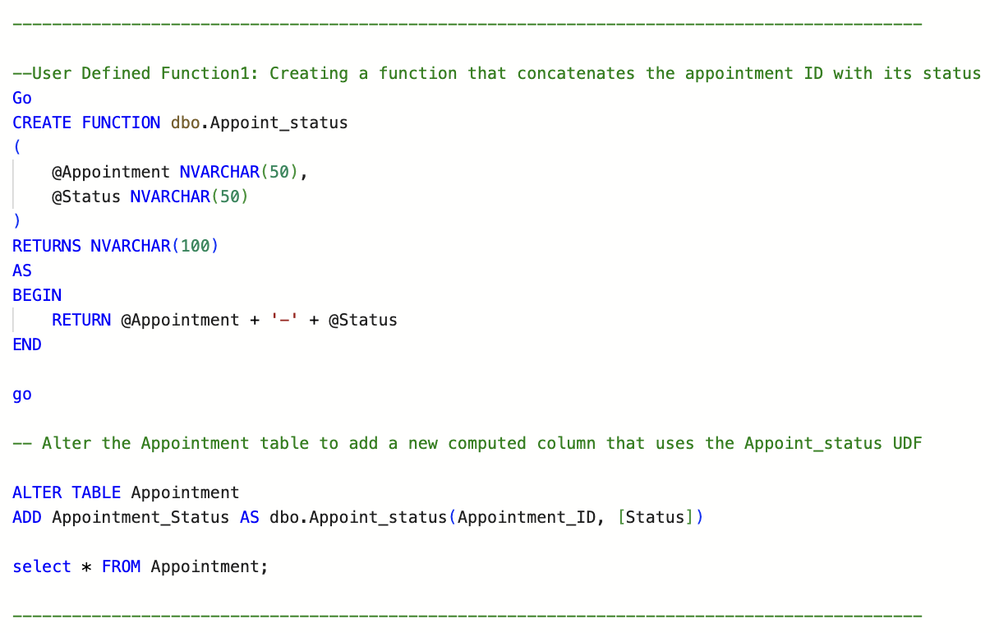 --------------------------------------------------------------------------------------------
--User Defined Function1: Creating a function that concatenates the appointment ID with its status
Go
CREATE FUNCTION dbo.Appoint_status
(
    @Appointment NVARCHAR(50),
    @Status NVARCHAR(50)
)
RETURNS NVARCHAR(100)
AS
BEGIN
    RETURN @Appointment + '-' + @Status
END
go
-- Alter the Appointment table to add a new computed column that uses the Appoint_status UDF
ALTER TABLE Appointment
ADD Appointment_Status AS dbo.Appoint_status(Appointment_ID, [Status])
select * FROM Appointment;
--------------------------------------------------------------------------------------------